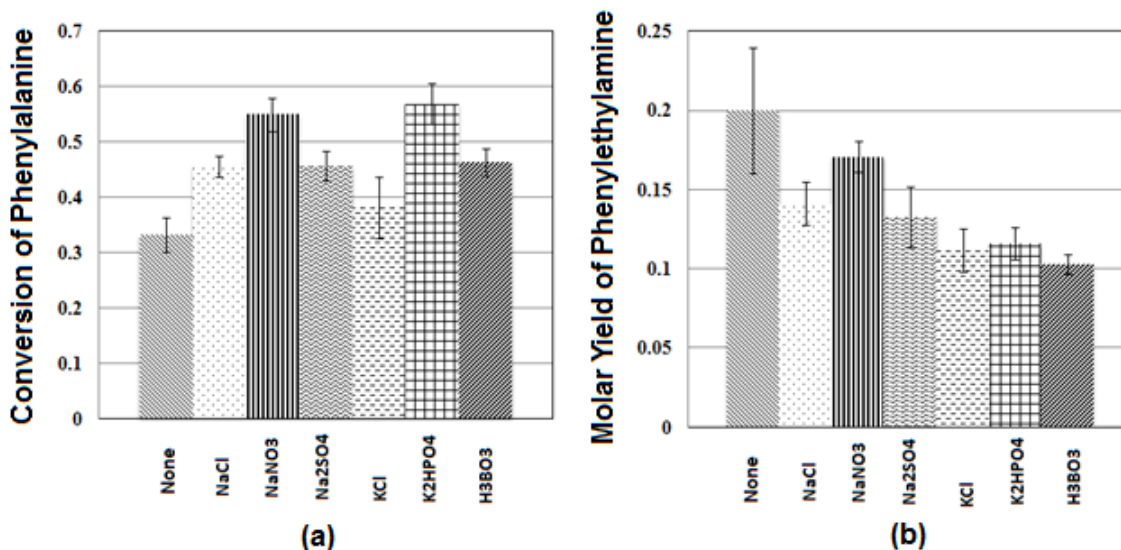 Conversion of Phenylalanine
0.7
0.6
0.5
0.4
0.3
0.2
0.1
0
None
NaCl
NaNO3
Na2SO4
KCl
K2HPO4
H3BO3
(a)
Molar Yield of Phenylethylamine
0.25
0.2
0.15
0.1
0.05
0
None
NaCl
NaNO3
Na2SO4
KCl
K2HPO4
H3BO3
(b)